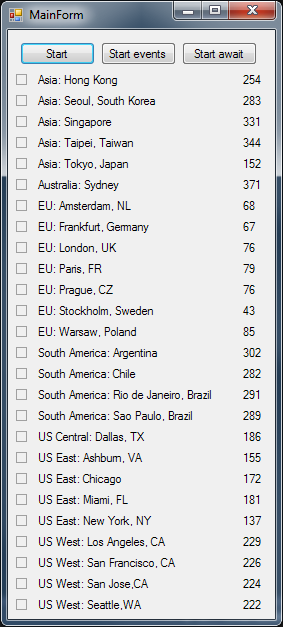 MainForm
Start Start events Start await
Asia: Hong Kong 254
Asia: Seoul, South Korea 283
Asia: Singapore 331
Asia: Taipei, Taiwan 344
Asia: Tokyo, Japan 152
Australia: Sydney 371
EU: Amsterdam, NL 68
EU: Frankfurt, Germany 67
EU: London, UK 76
EU: Paris, FR 79
EU: Prague, CZ 76
EU: Stockholm, Sweden 43
EU: Warsaw, Poland 85
South America: Argentina 302
South America: Chile 282
South America: Rio de Janeiro, Brazil 291
South America: Sao Paulo, Brazil 289
US Central: Dallas, TX 186
US East: Ashburn, VA 155
US East: Chicago 172
US East: Miami, FL 181
US East: New York, NY 137
US West: Los Angeles, CA 229
US West: San Francisco, CA 226
US West: San Jose,CA 224
US West: Seattle,WA 222